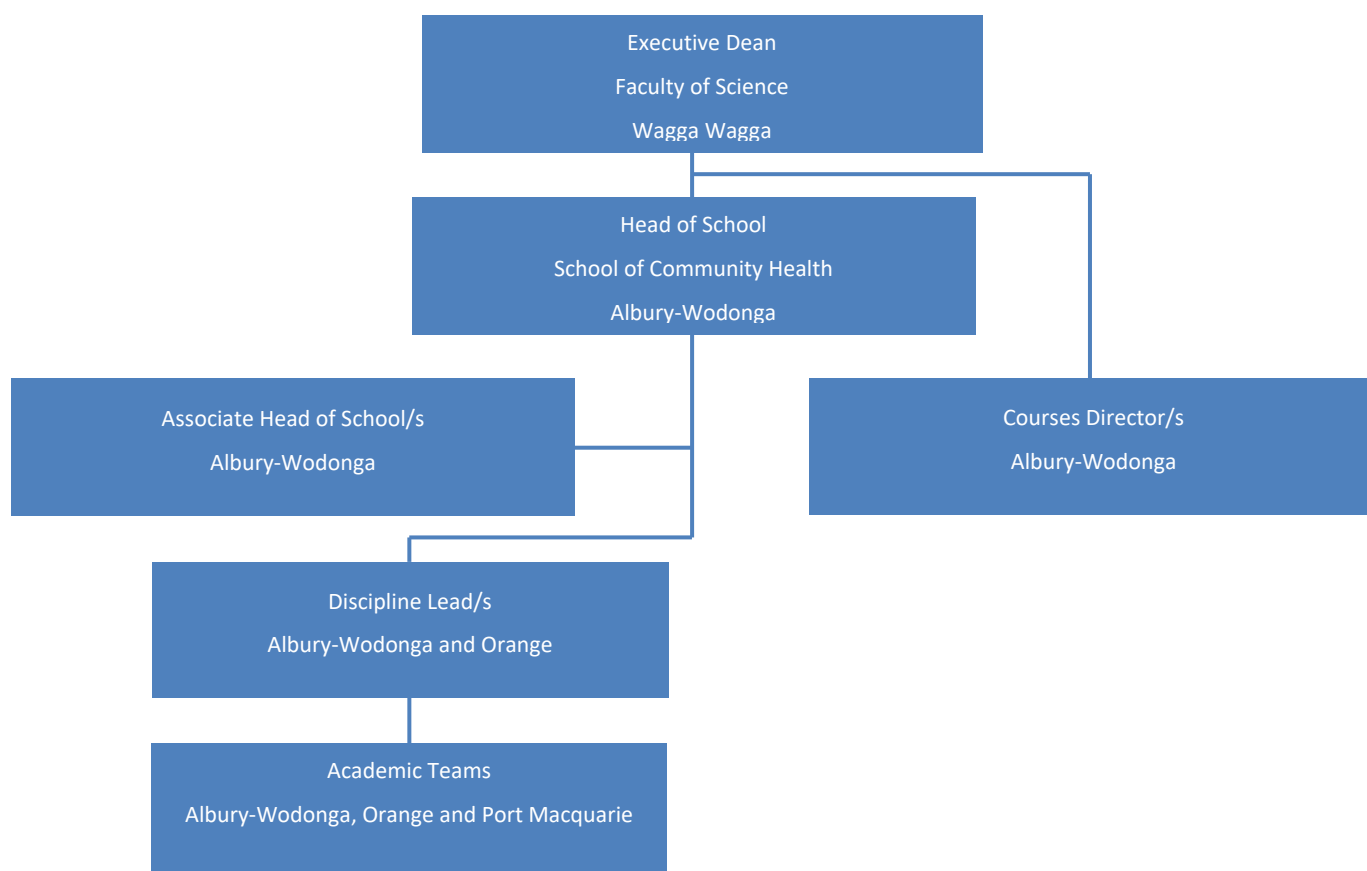 Executive Dean
Faculty of Science
Wagga Wagga
Head of School
School of Community Health
Albury-Wodonga
Associate Head of School/s
Albury-Wodonga
Courses Director/s
Albury-Wodonga
Discipline Lead/s
Albury-Wodonga and Orange
Academic Teams
Albury-Wodonga, Orange and Port Macquarie